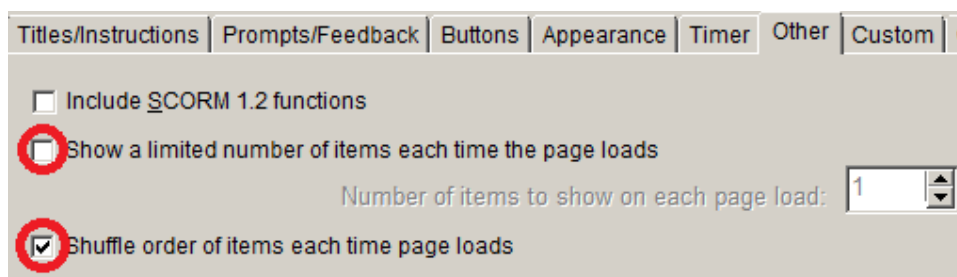 Titles/Instructions Prompts/Feedback Buttons Appearance Timer Other Custom
Include SCORM 1.2 functions
Show a limited number of items each time the page loads
Number of items to show on each page load: 1
Shuffle order of items each time page loads